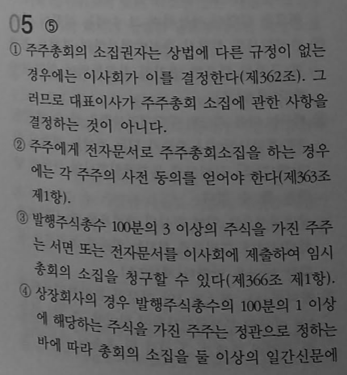 05 ⑤
① 주주총회의 소집권자는 상법에 다른 규정이 없는
경우에는 이사회가 이를 결정한다(제362조). 그
러므로 대표이사가 주주총회 소집에 관한 사항을
결정하는 것이 아니다.
② 주주에게 전자문서로 주주총회소집을 하는 경우
에는 각 주주의 사전 동의를 얻어야 한다(제363조
제1항).
③ 발행주식총수 100분의 3 이상의 주식을 가진 주주
는 서면 또는 전자문서를 이사회에 제출하여 임시
총회의 소집을 청구할 수 있다(제366조 제1항).
④ 상장회사의 경우 발행주식총수의 100분의 1 이상
에 해당하는 주식을 가진 주주는 정관으로 정하는
바에 따라 총회의 소집을 둘 이상의 일간신문에